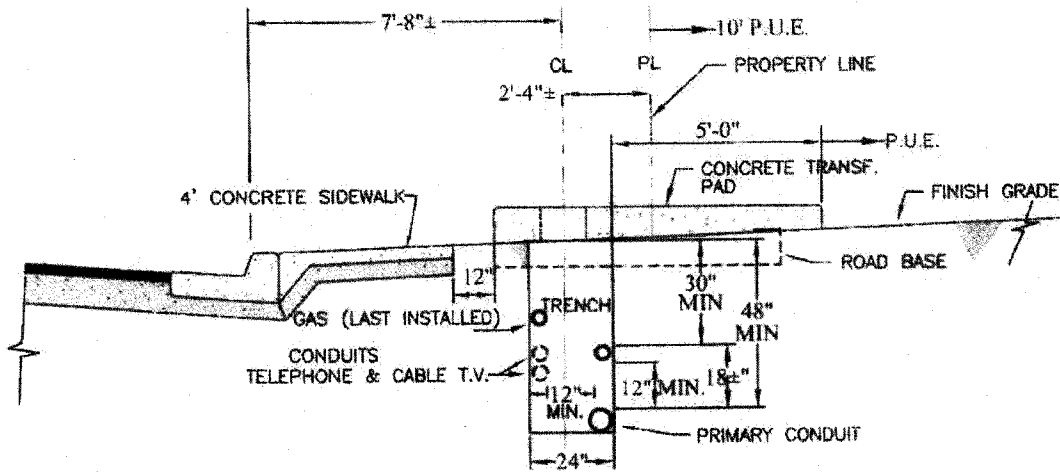 7'-8"±
10' P.U.E.
CL
PL
PROPERTY LINE
2'-4"±
5'-0"
P.U.E.
CONCRETE TRANSF.
PAD
4' CONCRETE SIDEWALK
FINISH GRADE
ROAD BASE
12"
30"
MIN
TRENCH
GAS (LAST INSTALLED)
48"
MIN
CONDUITS
TELEPHONE & CABLE T.V.
12"
MIN.
12" MIN.
18±"
PRIMARY CONDUIT
24"